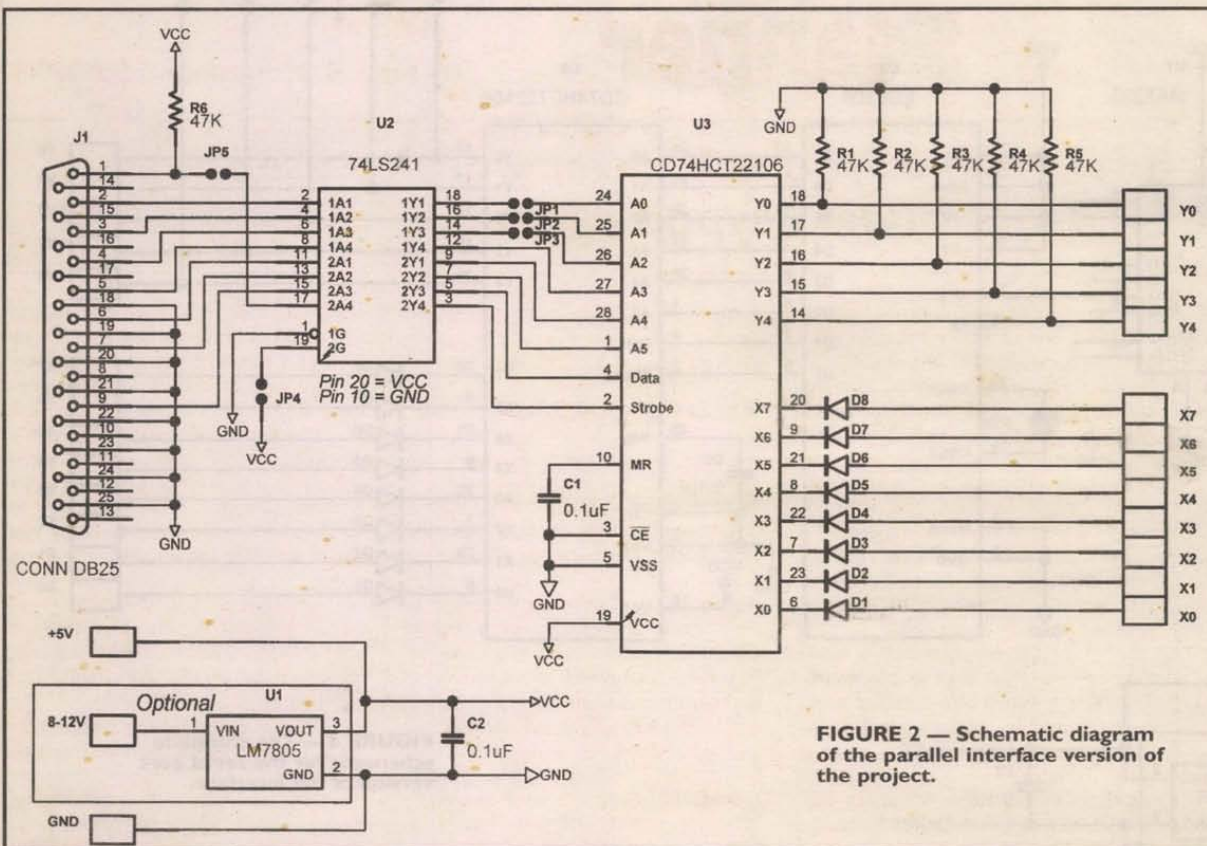 VCC
R6
47K
J1
JP5
1
14
2
15
3
16
4
17
5
18
6
19
7
20
8
21
9
22
10
23
11
24
12
25
13
CONN DB25
GND
U2
74LS241
2 1A1 1Y1 18
4 1A2 1Y2 16
6 1A3 1Y3 14
8 1A4 1Y4 12
11 2A1 2Y1 9
13 2A2 2Y2 7
15 2A3 2Y3 5
17 2A4 2Y4 3
1 1G
19 2G
Pin 20 = VCC
Pin 10 = GND
JP4
GND
VCC
JP1
JP2
JP3
U3
CD74HCT22106
24 A0 Y0 18
25 A1 Y1 17
26 A2 Y2 16
27 A3 Y3 15
28 A4 Y4 14
1 A5
4 Data
2 Strobe
10 MR
3 CE
5 VSS
19 VCC
X7 20 D8
X6 9 D7
X5 21 D6
X4 8 D5
X3 22 D4
X2 7 D3
X1 23 D2
X0 6 D1
C1
0.1uF
GND
VCC
GND
R1
47K
R2
47K
R3
47K
R4
47K
R5
47K
Y0
Y1
Y2
Y3
Y4
X7
X6
X5
X4
X3
X2
X1
X0
+5V
Optional
U1
8-12V
1 VIN VOUT 3
LM7805
GND 2
GND
C2
0.1uF
VCC
GND
FIGURE 2 — Schematic diagram
of the parallel interface version of
the project.